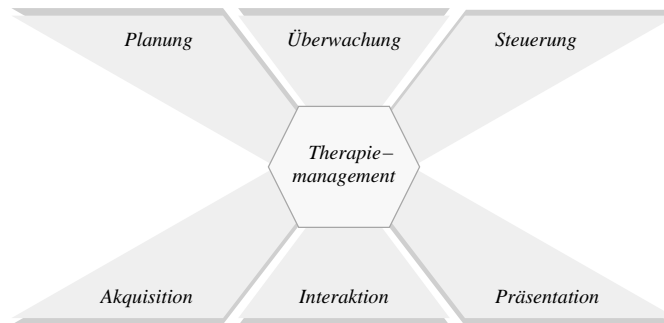 Planung
Überwachung
Steuerung
Therapie–
management
Akquisition
Interaktion
Präsentation